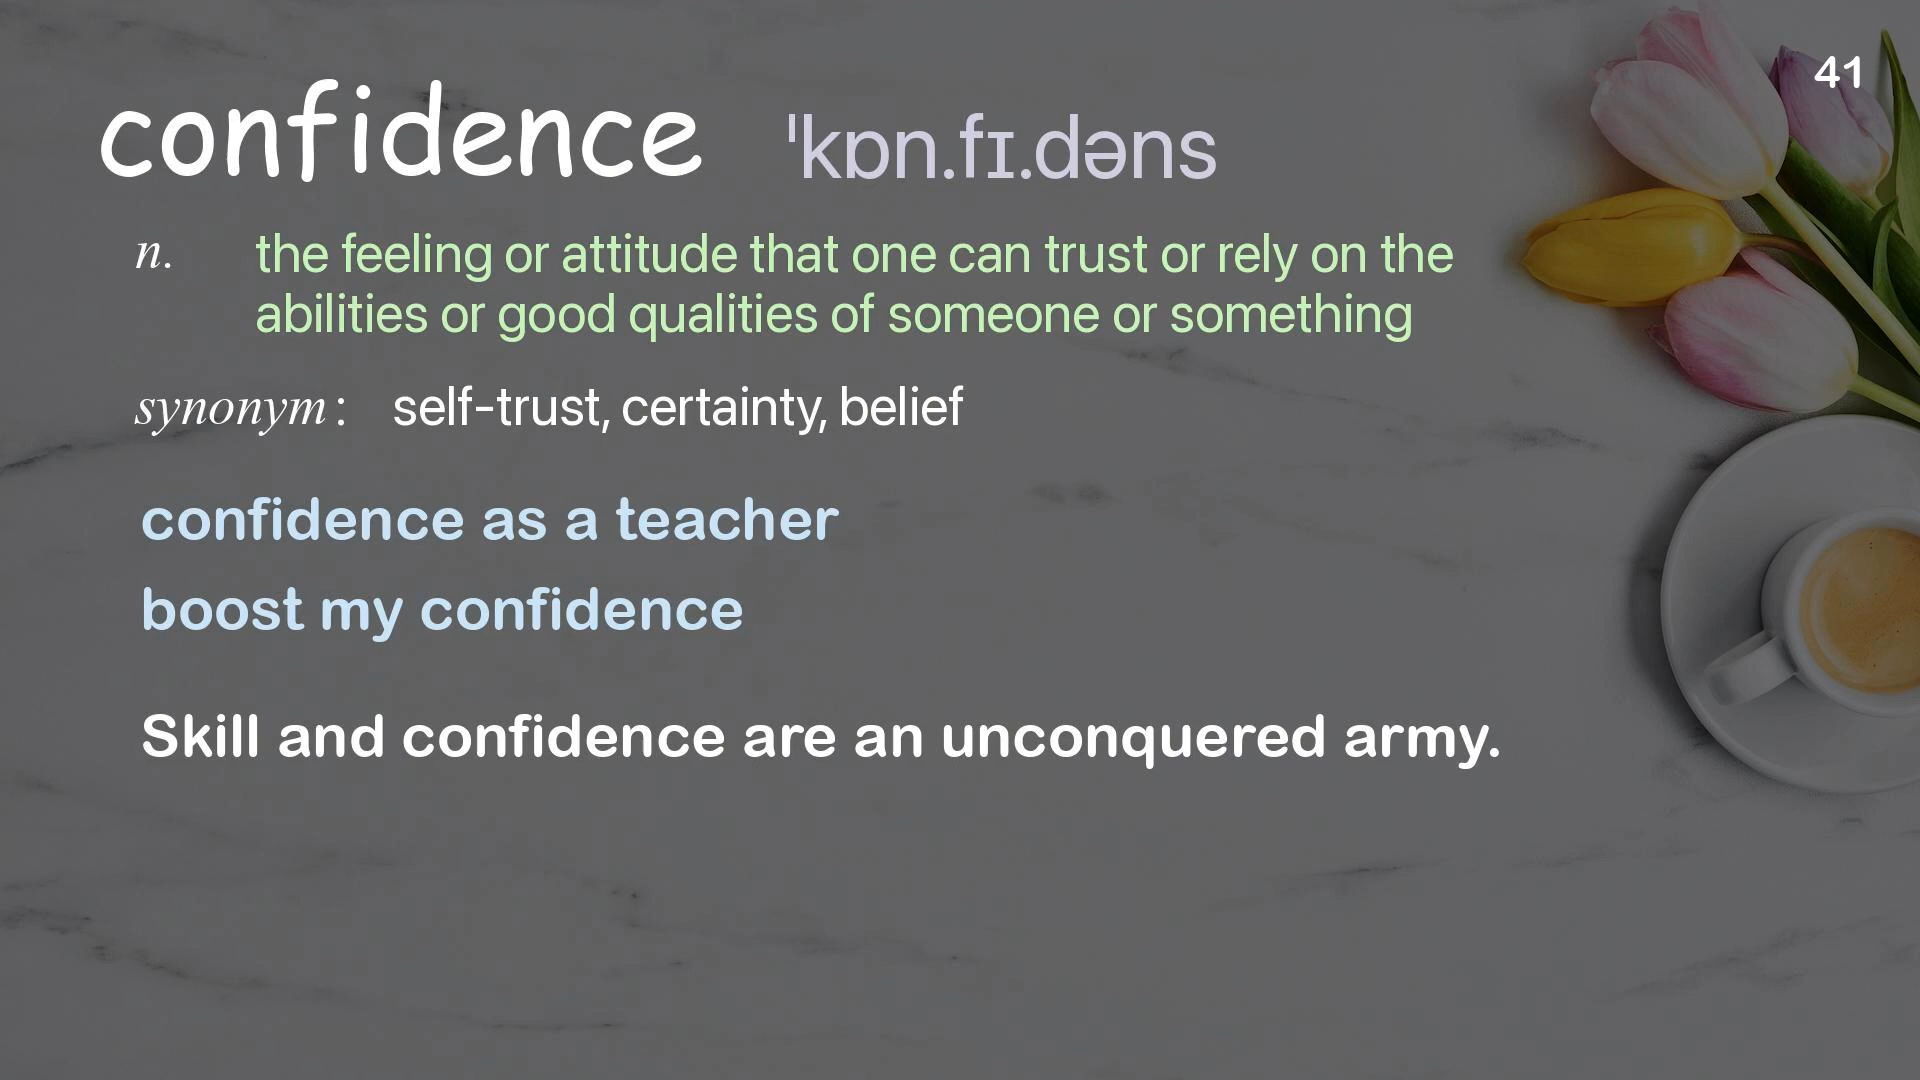 41
confidence ˈkɒn.fɪ.dəns
n. the feeling or attitude that one can trust or rely on the
abilities or good qualities of someone or something
synonym: self-trust, certainty, belief
confidence as a teacher
boost my confidence
Skill and confidence are an unconquered army.